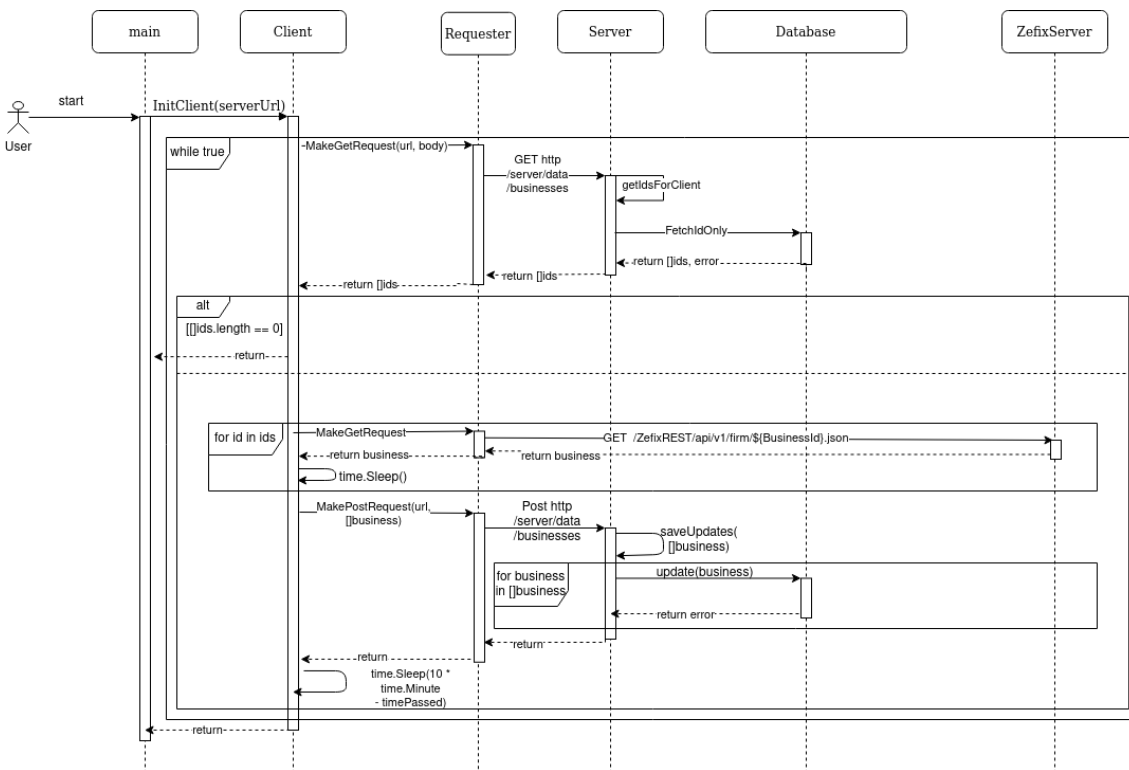 main
Client
Requester
Server
Database
ZefixServer
start
InitClient(serverUrl)
User
while true
MakeGetRequest(url, body)
GET http
/server/data
/businesses
getIdsForClient
FetchIdOnly
return []ids, error
return []ids
return []ids
alt
[[]ids.length == 0]
return
for id in ids
MakeGetRequest
GET /ZefixREST/api/v1/firm/${BusinessId}.json
return business
return business
time.Sleep()
MakePostRequest(url,
[]business)
Post http
/server/data
/businesses
saveUpdates(
[]business)
for business
in []business
update(business)
return error
return
return
time.Sleep(10 *
time.Minute
- timePassed)
return